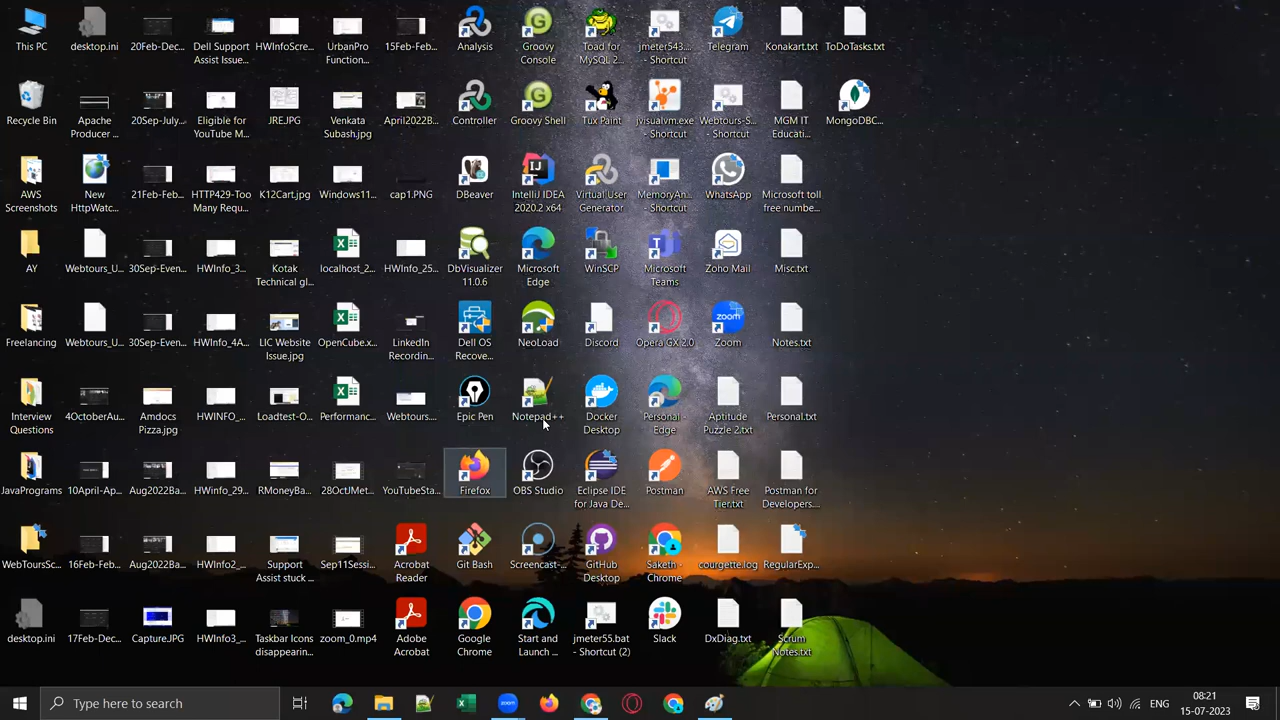 This PC
desktop.ini
20Feb-Dec...
Dell Support
Assist Issue...
HWInfoScre...
UrbanPro
Function...
15Feb-Feb...
Analysis
Groovy
Console
Toad for
MySQL 2...
jmeter543....
- Shortcut
Telegram
Konakart.txt
ToDoTasks.txt
Recycle Bin
Apache
Producer ...
20Sep-July...
Eligible for
YouTube M...
JRE.JPG
Venkata
Subash.jpg
April2022B...
Controller
Groovy Shell
Tux Paint
jvisualvm.exe
- Shortcut
Webtours-S...
- Shortcut
MGM IT
Educati...
MongoDBC...
AWS
Screenshots
New
HttpWatc...
21Feb-Feb...
HTTP429-Too
Many Requ...
K12Cart.jpg
Windows11...
cap1.PNG
DBeaver
IntelliJ IDEA
2020.2 x64
Virtual User
Generator
MemoryAn...
- Shortcut
WhatsApp
Microsoft toll
free numbe...
AY
Webtours_U...
30Sep-Even...
HWInfo_3...
Kotak
Technical gl...
localhost_2...
HWInfo_25...
DbVisualizer
11.0.6
Microsoft
Edge
WinSCP
Microsoft
Teams
Zoho Mail
Misc.txt
Freelancing
Webtours_U...
30Sep-Even...
HWInfo_4A...
LIC Website
Issue.jpg
OpenCube.x...
LinkedIn
Recordin...
Dell OS
Recove...
NeoLoad
Discord
Opera GX 2.0
zoom
Zoom
Notes.txt
Interview
Questions
4OctoberAu...
Amdocs
Pizza.jpg
HWINFO_...
Loadtest-O...
Performanc...
Webtours....
Epic Pen
Notepad++
Docker
Desktop
Personal -
Edge
Aptitude
Puzzle 2.txt
Personal.txt
JavaPrograms
10April-Ap...
Aug2022Ba...
HWinfo_29...
RMoneyBa...
28OctJMet...
YouTubeSta...
Firefox
OBS Studio
Eclipse IDE
for Java De...
Postman
AWS Free
Tier.txt
Postman for
Developers....
WebToursSc...
16Feb-Feb...
Aug2022Ba...
HWInfo2_...
Support
Assist stuck ...
Sep11Sessi...
Acrobat
Reader
Git Bash
Screencast-...
GitHub
Desktop
Saketh -
Chrome
courgette.log
RegularExp...
desktop.ini
17Feb-Dec...
CaptureJPG
HWInfo3_...
Taskbar Icons
disappearin...
zoom_0.mp4
Adobe
Acrobat
Google
Chrome
Start and
Launch ...
jmeter55.bat
- Shortcut (2)
Slack
DxDiag.txt
Scrum
Notes.txt
Type here to search
zoom
ENG
08:21
15-07-2023